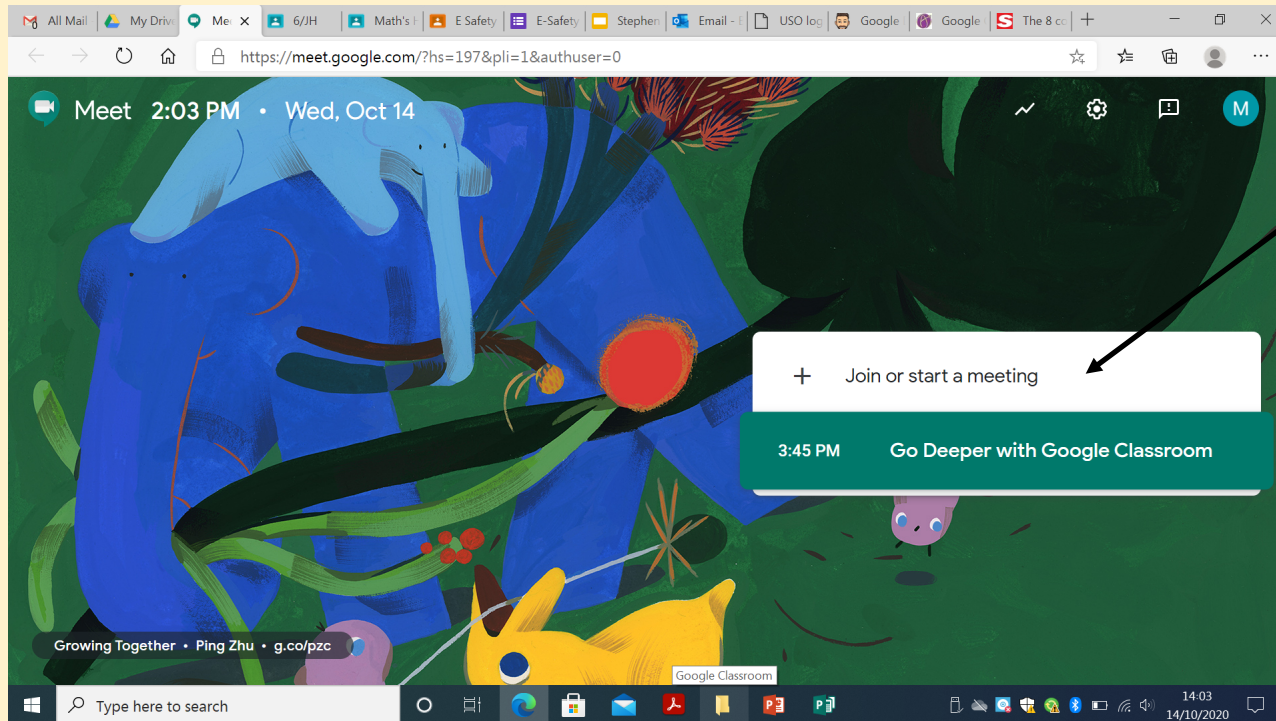 All Mail
My Driv
Me
6/JH
Math's H
E Safety
E-Safety
Stephen
Email - E
USO log
Google
Google
The 8
https://meet.google.com/?hs=197&pli=1&authuser=0
Meet 2:03 PM • Wed, Oct 14
M
+ Join or start a meeting
3:45 PM Go Deeper with Google Classroom
Growing Together • Ping Zhu • g.co/pzc
Google Classroom
Type here to search
14:03
14/10/2020